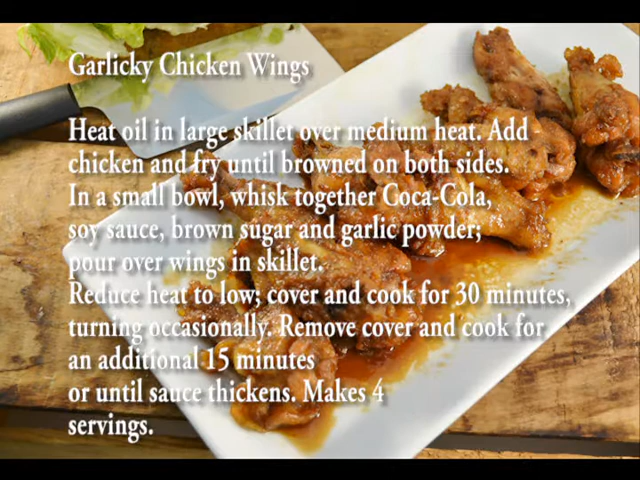 Garlicky Chicken Wings
Heat oil in large skillet over medium heat. Add
chicken and fry until browned on both sides.
In a small bowl, whisk together Coca-Cola,
soy sauce, brown sugar and garlic powder;
pour over wings in skillet.
Reduce heat to low; cover and cook for 30 minutes,
turning occasionally. Remove cover and cook for
an additional 15 minutes
or until sauce thickens. Makes 4
servings.